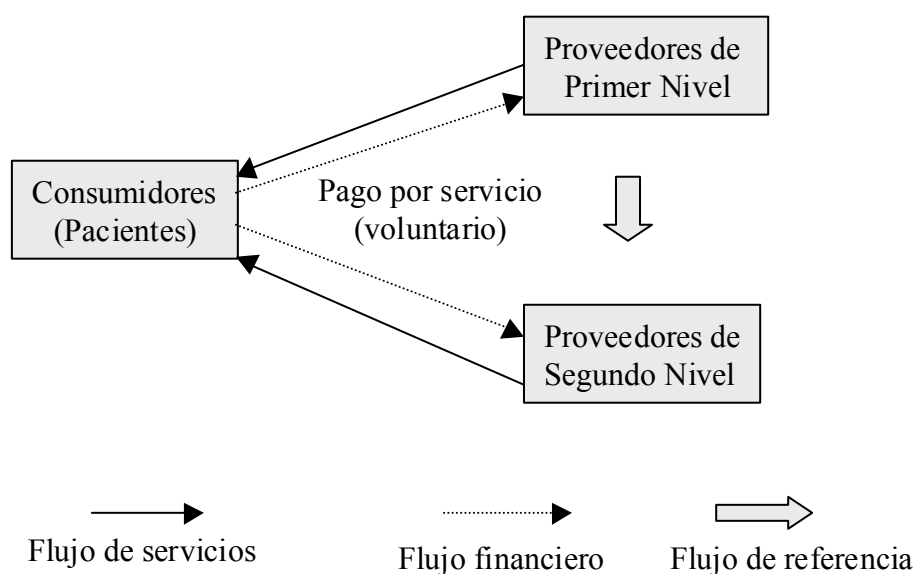 Proveedores de
Primer Nivel
Consumidores
(Pacientes)
Pago por servicio
(voluntario)
Proveedores de
Segundo Nivel
Flujo de servicios
Flujo financiero
Flujo de referencia